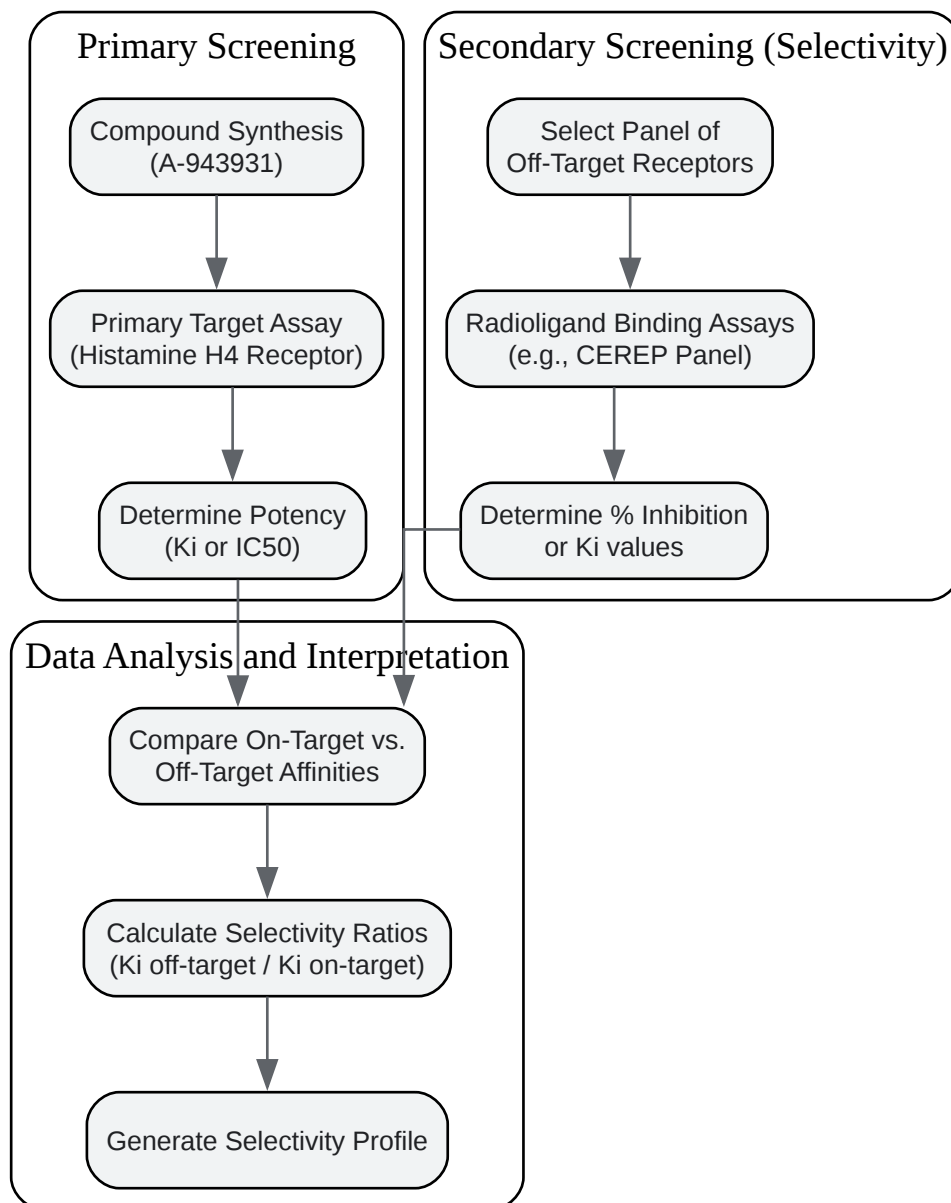 Primary Screening
Compound Synthesis
(A-943931)
Primary Target Assay
(Histamine H4 Receptor)
Determine Potency
(Ki or IC50)
Secondary Screening (Selectivity)
Select Panel of
Off-Target Receptors
Radioligand Binding Assays
(e.g., CEREP Panel)
Determine % Inhibition
or Ki values
Data Analysis and Interpretation
Compare On-Target vs.
Off-Target Affinities
Calculate Selectivity Ratios
(Ki off-target / Ki on-target)
Generate Selectivity Profile